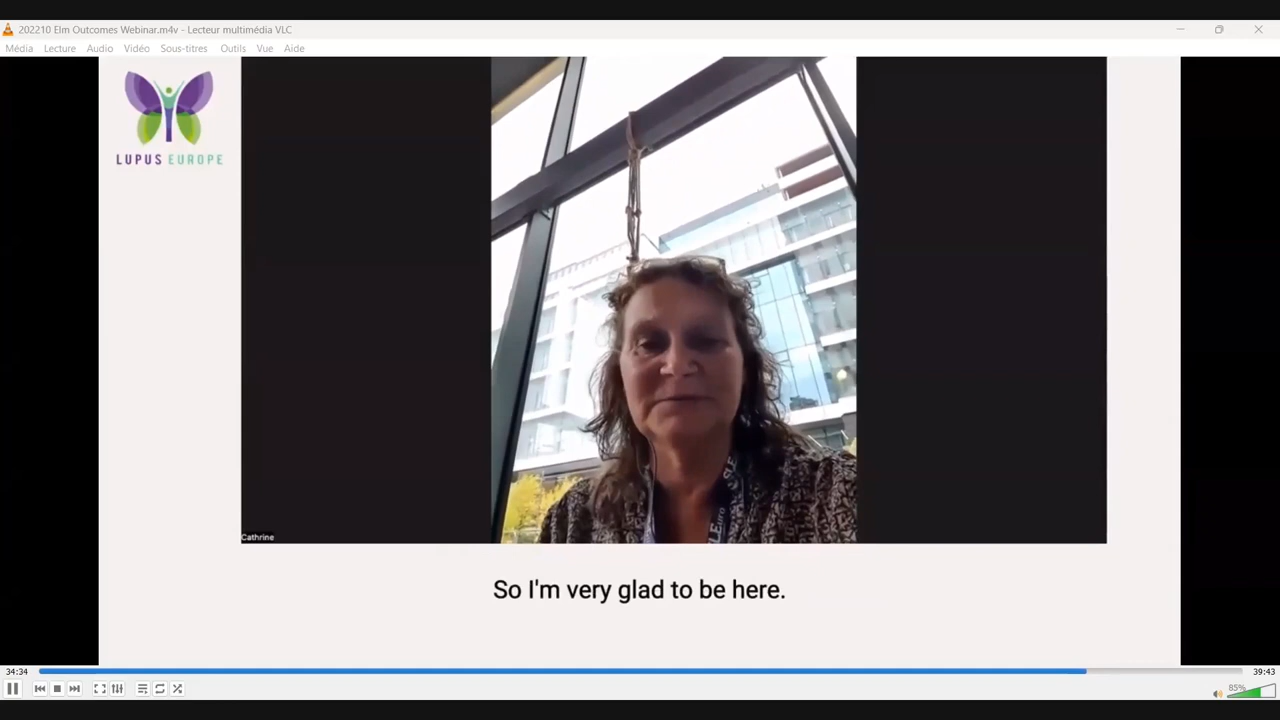 202210 Elm Outcomes Webinar.m4v - Lecteur multimédia VLC
Média Lecture Audio Vidéo Sous-titres Outils Vue Aide
LUPUS EUROPE
Cathrine
So I'm very glad to be here.
34:34
39:43
85%